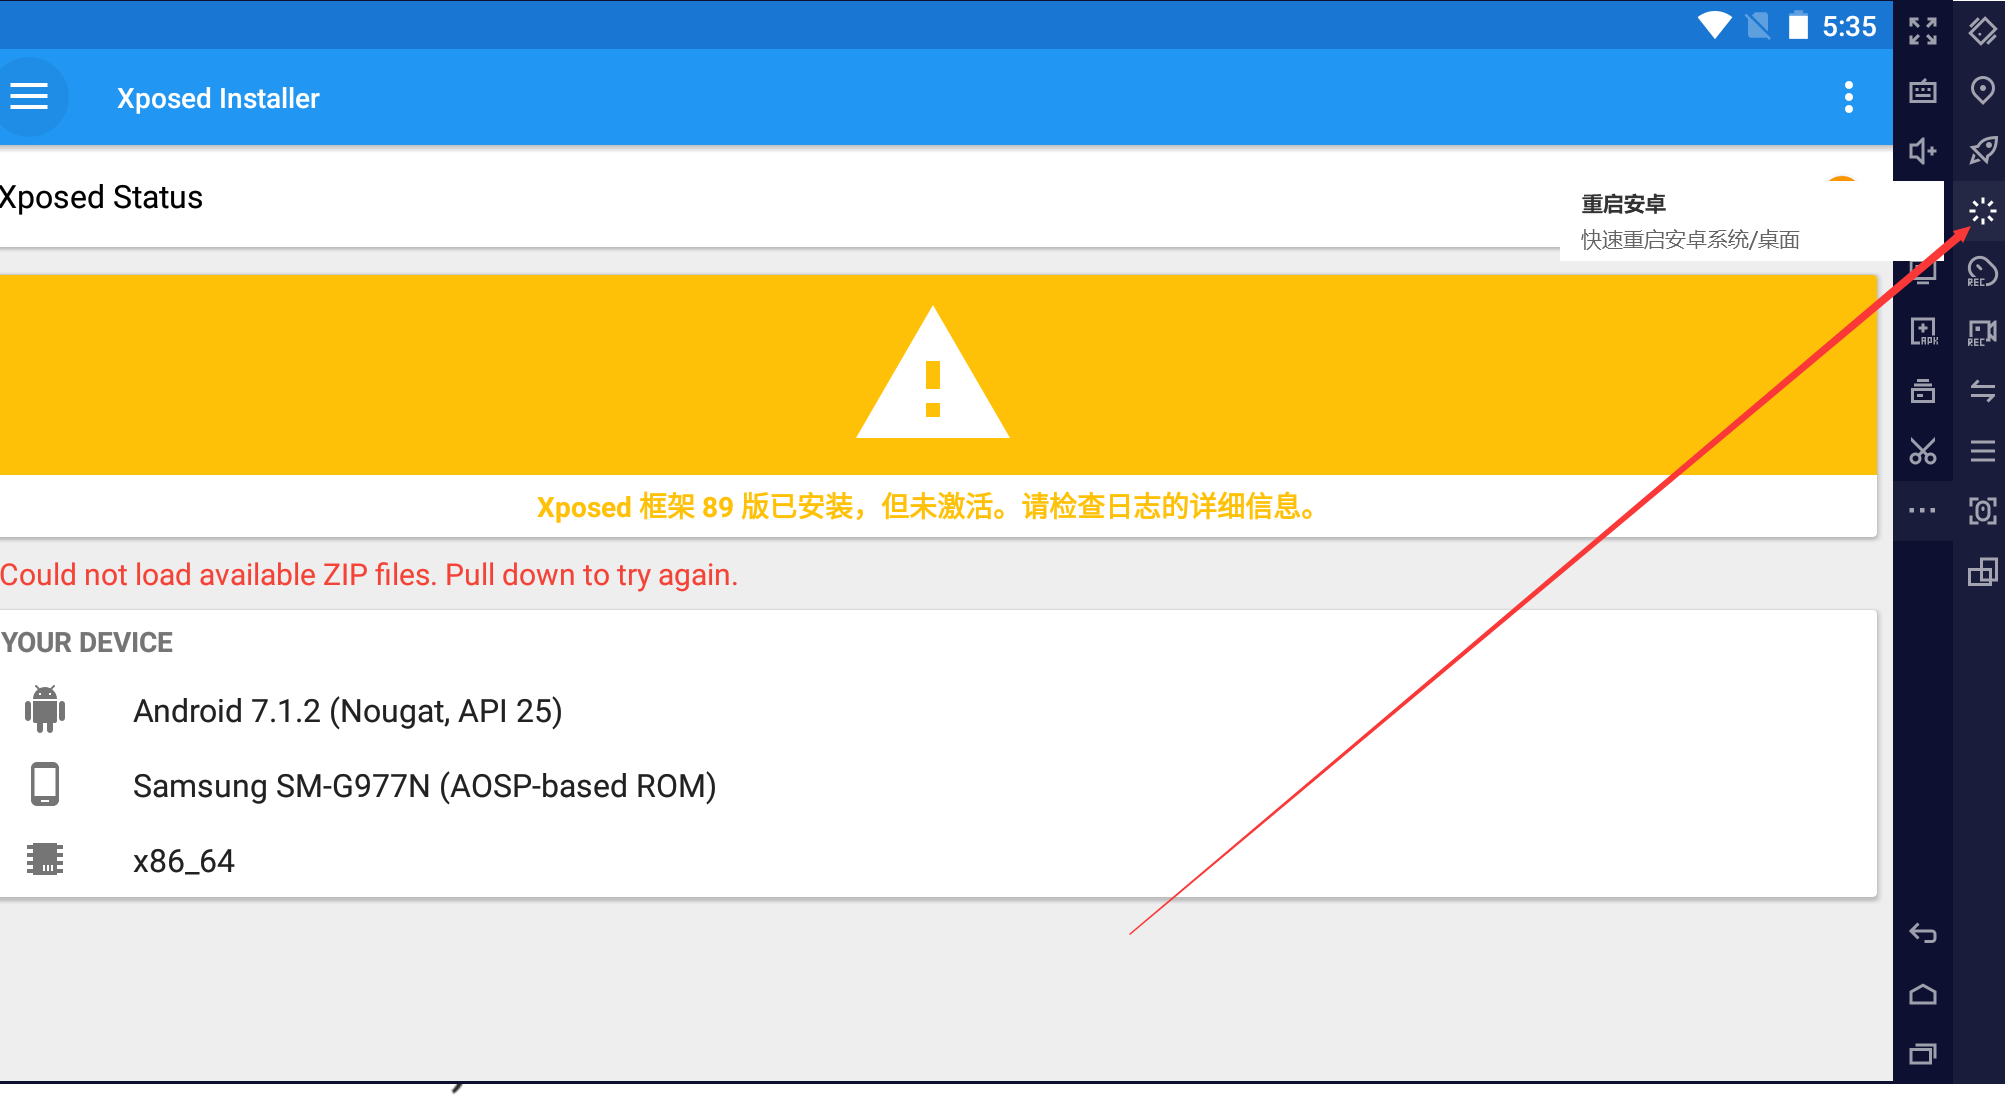 5:35
Xposed Installer
Xposed Status
重启安卓
快速重启安卓系统/桌面
Xposed 框架 89 版已安装，但未激活。请检查日志的详细信息。
Could not load available ZIP files. Pull down to try again.
YOUR DEVICE
Android 7.1.2 (Nougat, API 25)
Samsung SM-G977N (AOSP-based ROM)
x86_64
REC
APK
REC